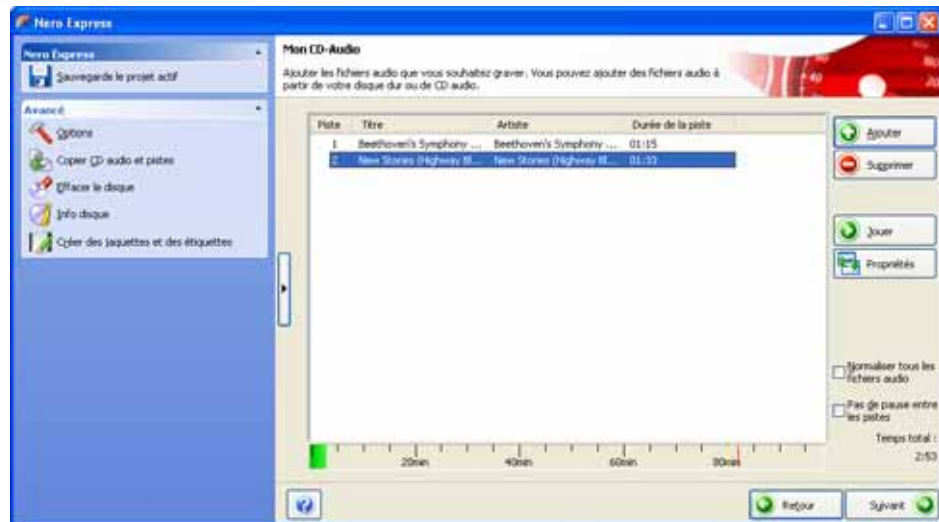 Nero Express
Nero Express
Sauvegarde le projet actif
Avancé
Options
Copier CD audio et pistes
Effacer le disque
Info disque
Créer des jaquettes et des étiquettes
Mon CD-Audio
Ajouter les fichiers audio que vous souhaitez graver. Vous pouvez ajouter des fichiers audio à
partir de votre disque dur ou de CD audio.
Piste Titre Artiste Durée de la piste
1 Beethoven's Symphony ... Beethoven's Symphony ... 01:15
2 New Stories (Highway Bl... New Stories (Highway Bl... 01:33
Ajouter
Supprimer
Jouer
Propriétés
Normaliser tous les
fichiers audio
Pas de pause entre
les pistes
Temps total :
2:53
20min 40min 60min 80min
Retour
Suivant